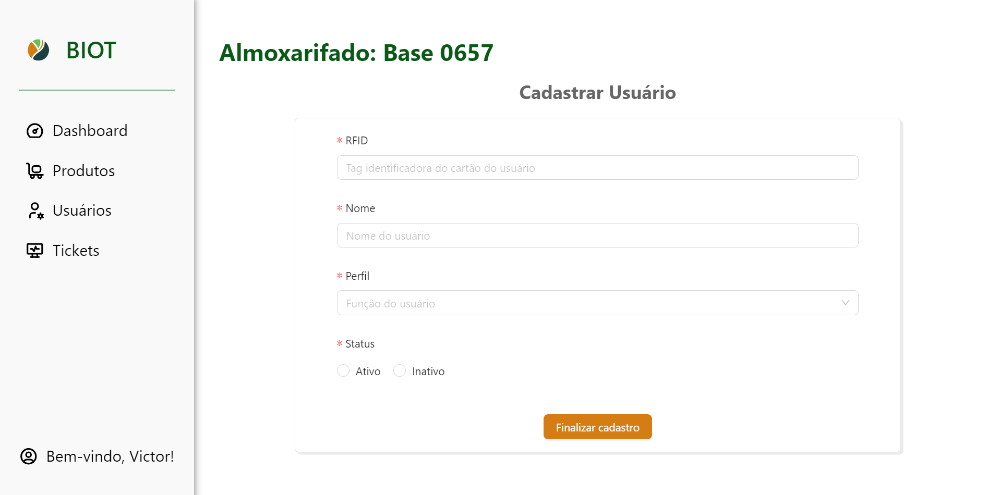 BIOT
Dashboard
Produtos
Usuários
Tickets
Bem-vindo, Victor!
Almoxarifado: Base 0657
Cadastrar Usuário
* RFID
Tag identificadora do cartão do usuário
* Nome
Nome do usuário
* Perfil
Função do usuário
* Status
Ativo Inativo
Finalizar cadastro